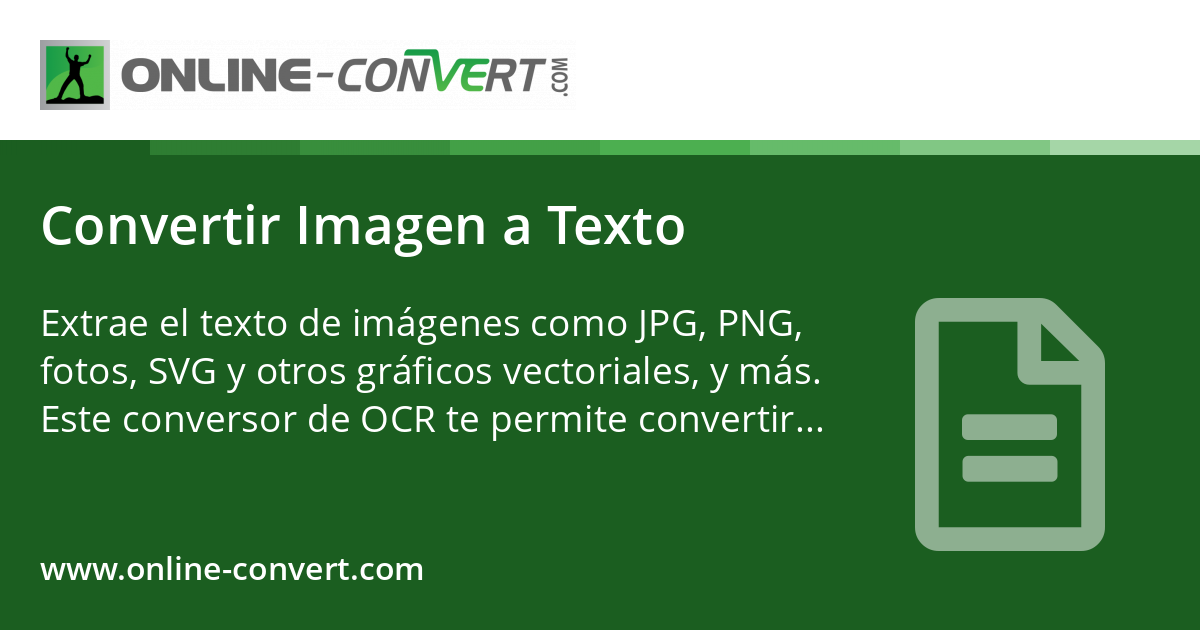 ONLINE-CONVERT.COM
Convertir Imagen a Texto
Extrae el texto de imágenes como JPG, PNG,
fotos, SVG y otros gráficos vectoriales, y más.
Este conversor de OCR te permite convertir...
www.online-convert.com